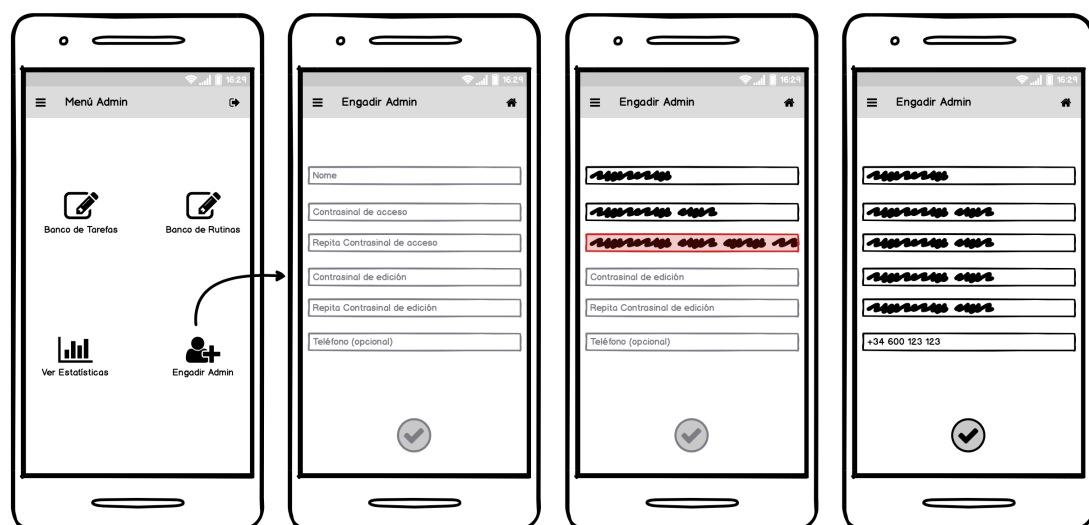 16:29
Menú Admin
Banco de Tarefas
Banco de Rutinas
Ver Estatísticas
Engadir Admin
16:29
Engadir Admin
Nome
Contrasinal de acceso
Repita Contrasinal de acceso
Contrasinal de edición
Repita Contrasinal de edición
Teléfono (opcional)
16:29
Engadir Admin
Contrasinal de edición
Repita Contrasinal de edición
Teléfono (opcional)
16:29
Engadir Admin
+34 600 123 123